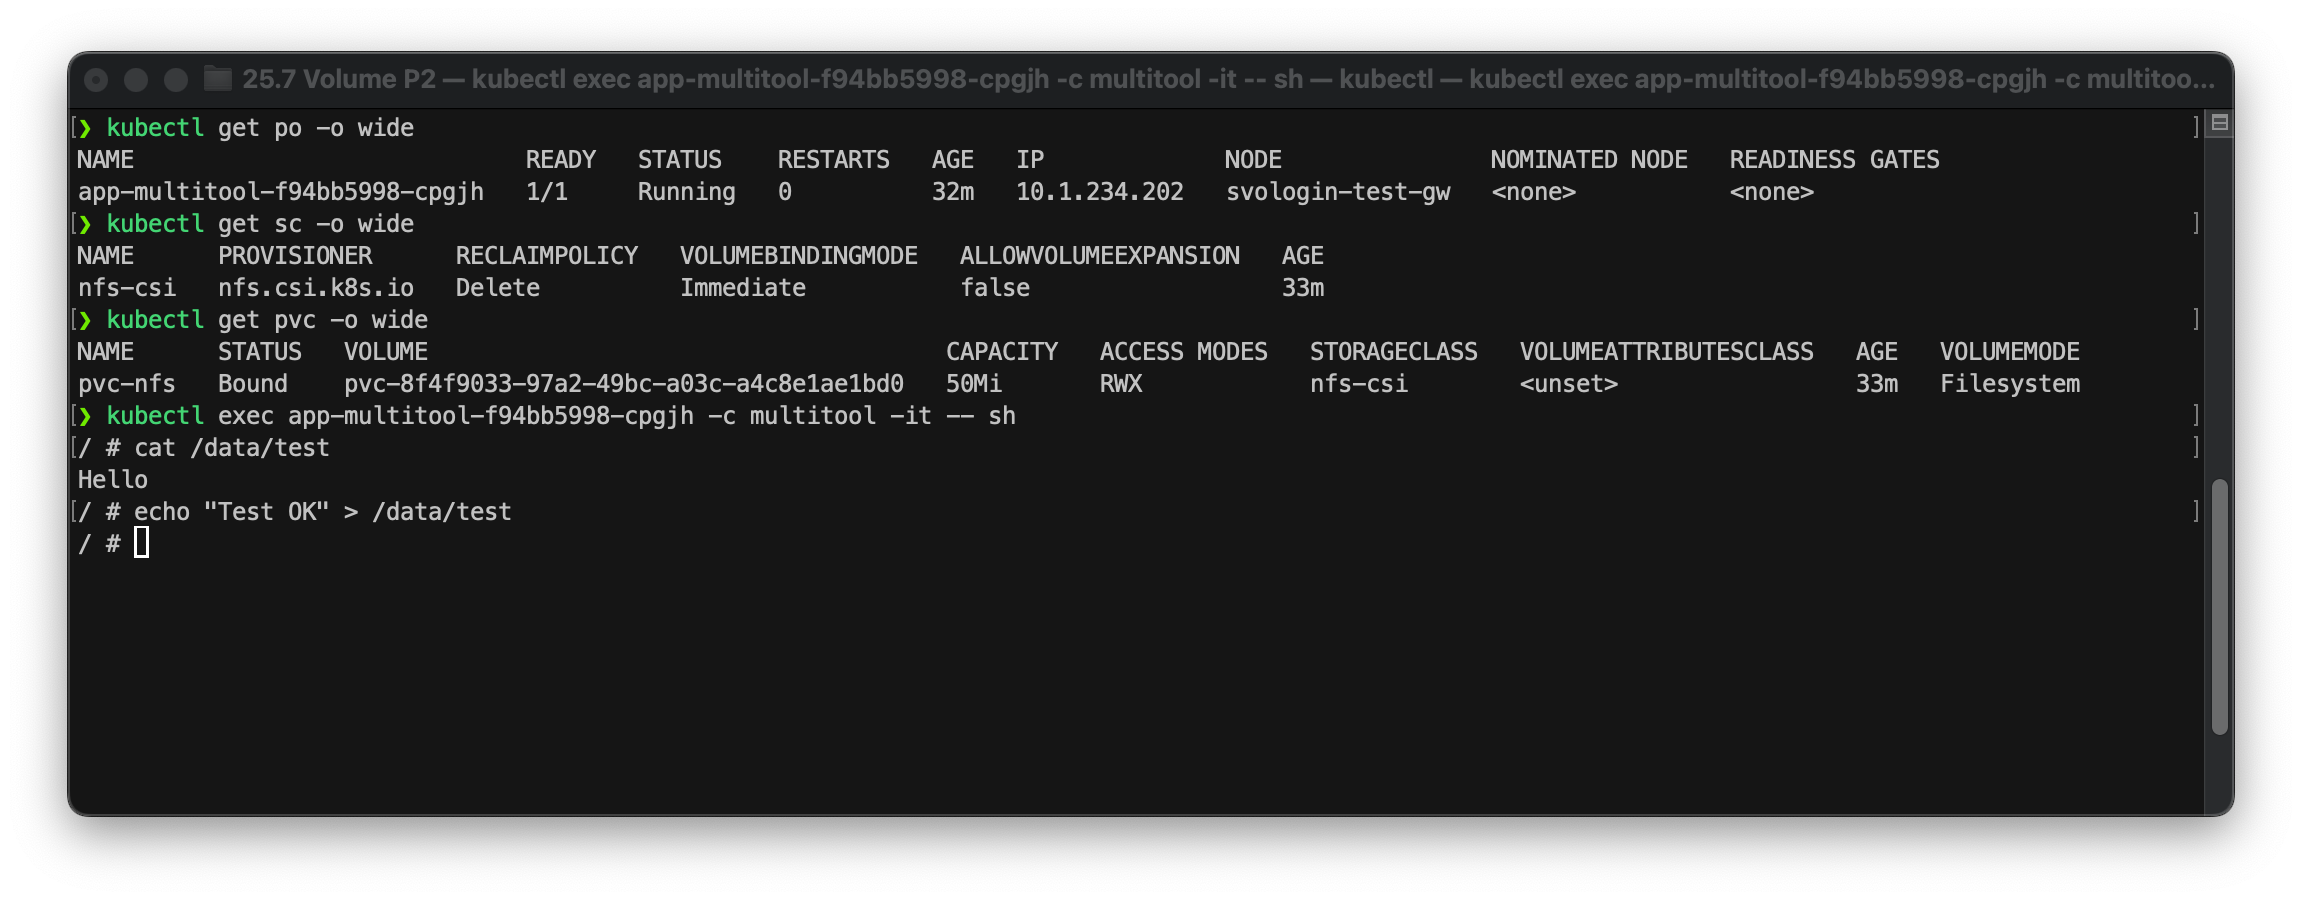 25.7 Volume P2 — kubectl exec app-multitool-f94bb5998-cpgjh -c multitool -it -- sh — kubectl — kubectl exec app-multitool-f94bb5998-cpgjh -c multitoo...
[❯ kubectl get po -o wide ]
NAME READY STATUS RESTARTS AGE IP NODE NOMINATED NODE READINESS GATES
app-multitool-f94bb5998-cpgjh 1/1 Running 0 32m 10.1.234.202 svologin-test-gw <none> <none>
[❯ kubectl get sc -o wide ]
NAME PROVISIONER RECLAIMPOLICY VOLUMEBINDINGMODE ALLOWVOLUMEEXPANSION AGE
nfs-csi nfs.csi.k8s.io Delete Immediate false 33m
[❯ kubectl get pvc -o wide ]
NAME STATUS VOLUME CAPACITY ACCESS MODES STORAGECLASS VOLUMEATTRIBUTESCLASS AGE VOLUMEMODE
pvc-nfs Bound pvc-8f4f9033-97a2-49bc-a03c-a4c8e1ae1bd0 50Mi RWX nfs-csi <unset> 33m Filesystem
[❯ kubectl exec app-multitool-f94bb5998-cpgjh -c multitool -it -- sh ]
[/ # cat /data/test ]
Hello
[/ # echo "Test OK" > /data/test ]
/ #